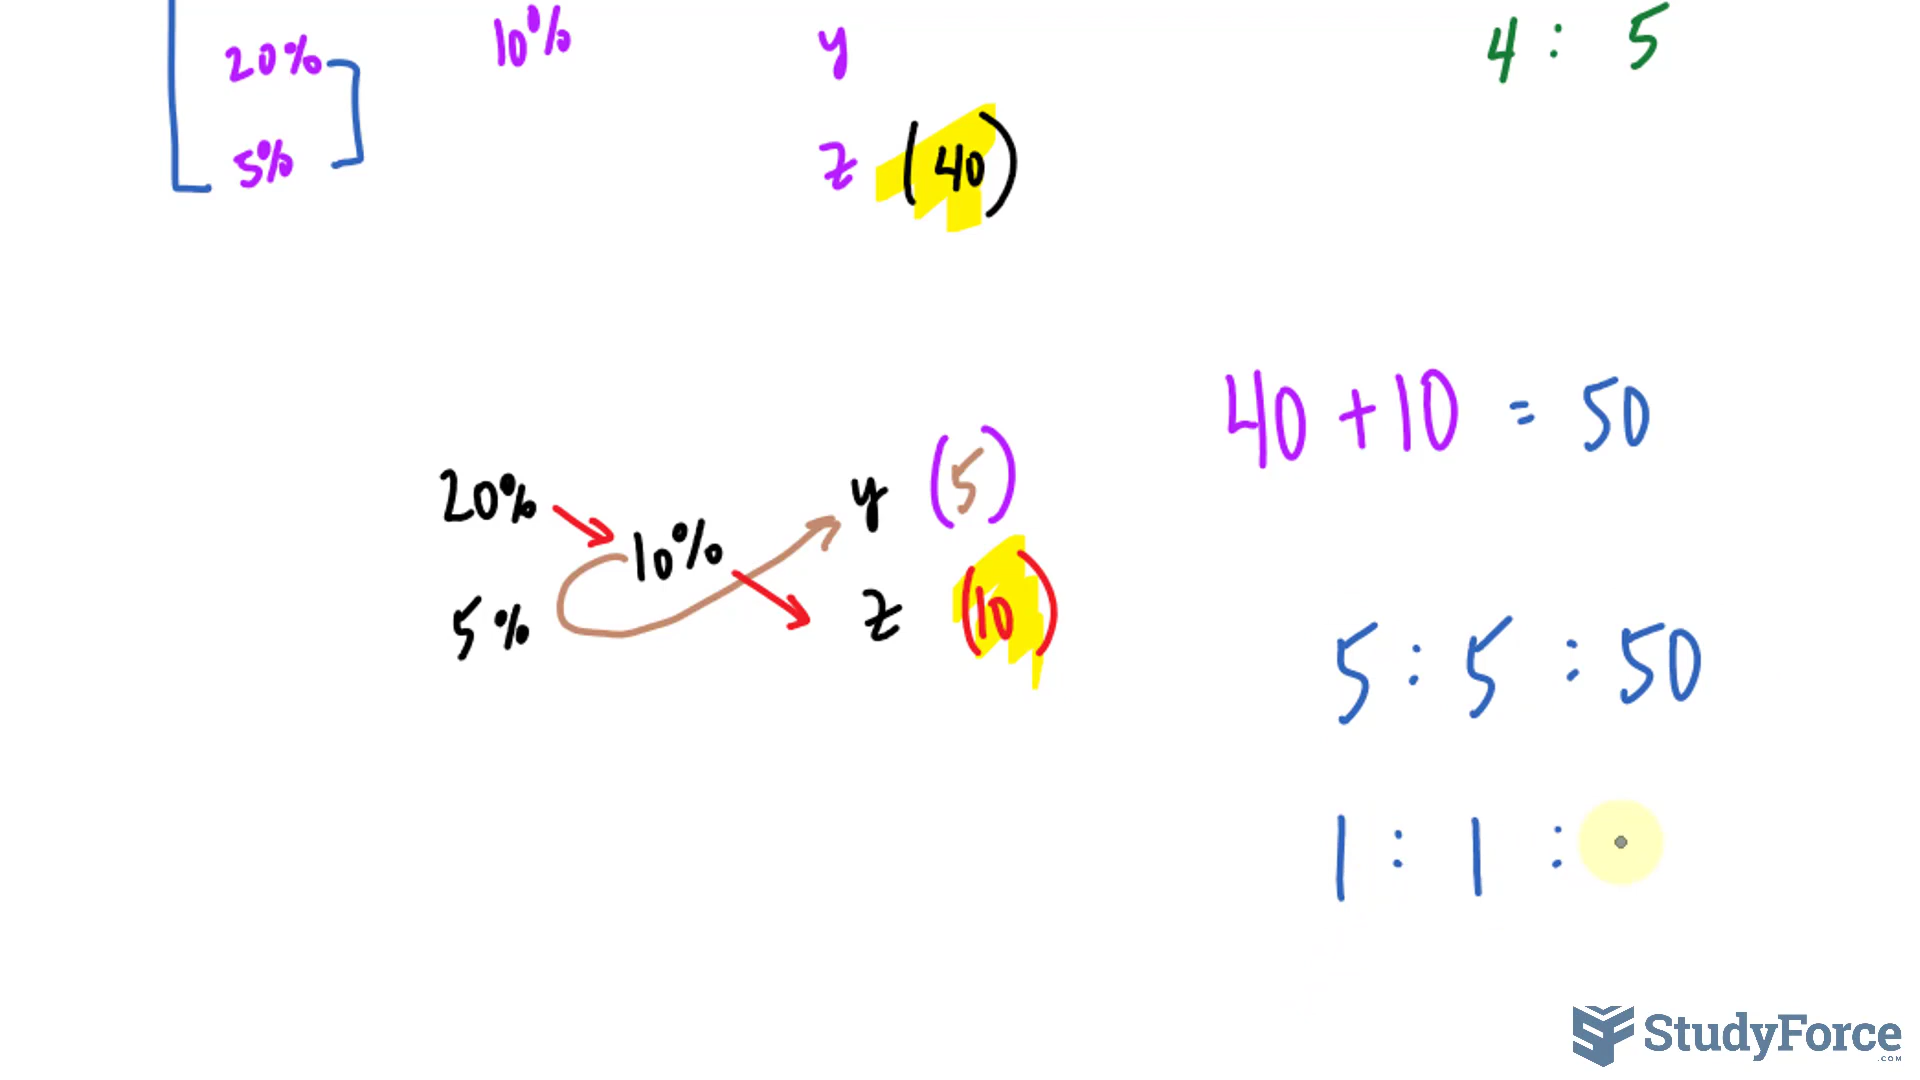 20% 10% y 4 : 5
5% z (40)
40 + 10 = 50
20% y (5)
10%
5% z (10)
5 : 5 : 50
1 : 1 :
StudyForce
.COM